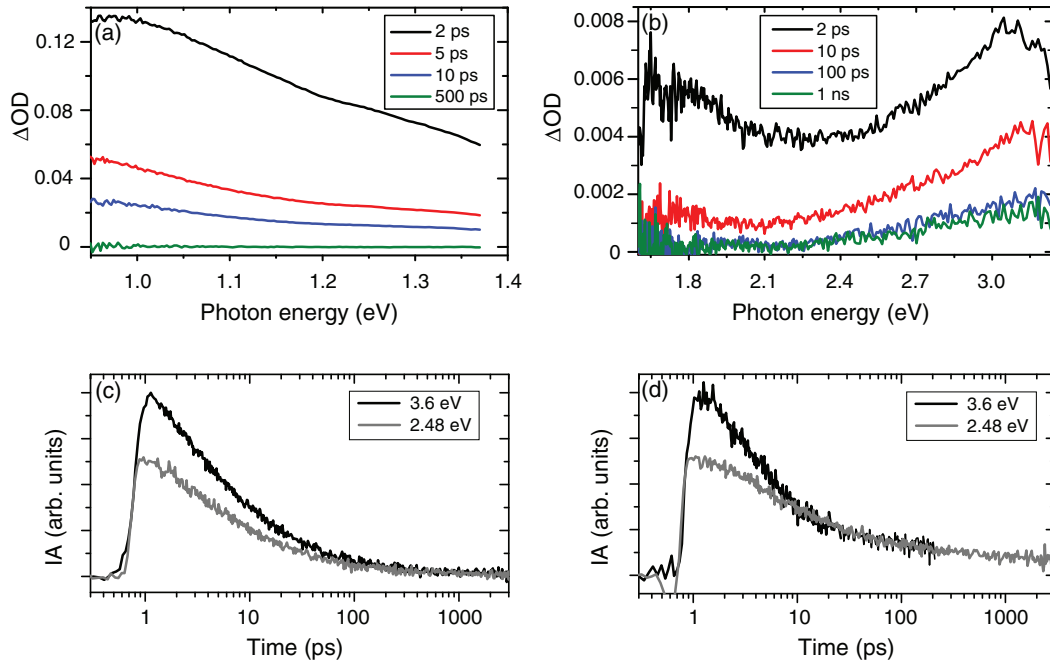 (a)
0.12
0.08
0.04
0
ΔOD
2 ps
5 ps
10 ps
500 ps
1.0
1.1
1.2
1.3
1.4
Photon energy (eV)
(b)
0.008
0.006
0.004
0.002
0
ΔOD
2 ps
10 ps
100 ps
1 ns
1.8
2.1
2.4
2.7
3.0
Photon energy (eV)
(c)
IA (arb. units)
3.6 eV
2.48 eV
1
10
100
1000
Time (ps)
(d)
IA (arb. units)
3.6 eV
2.48 eV
1
10
100
1000
Time (ps)